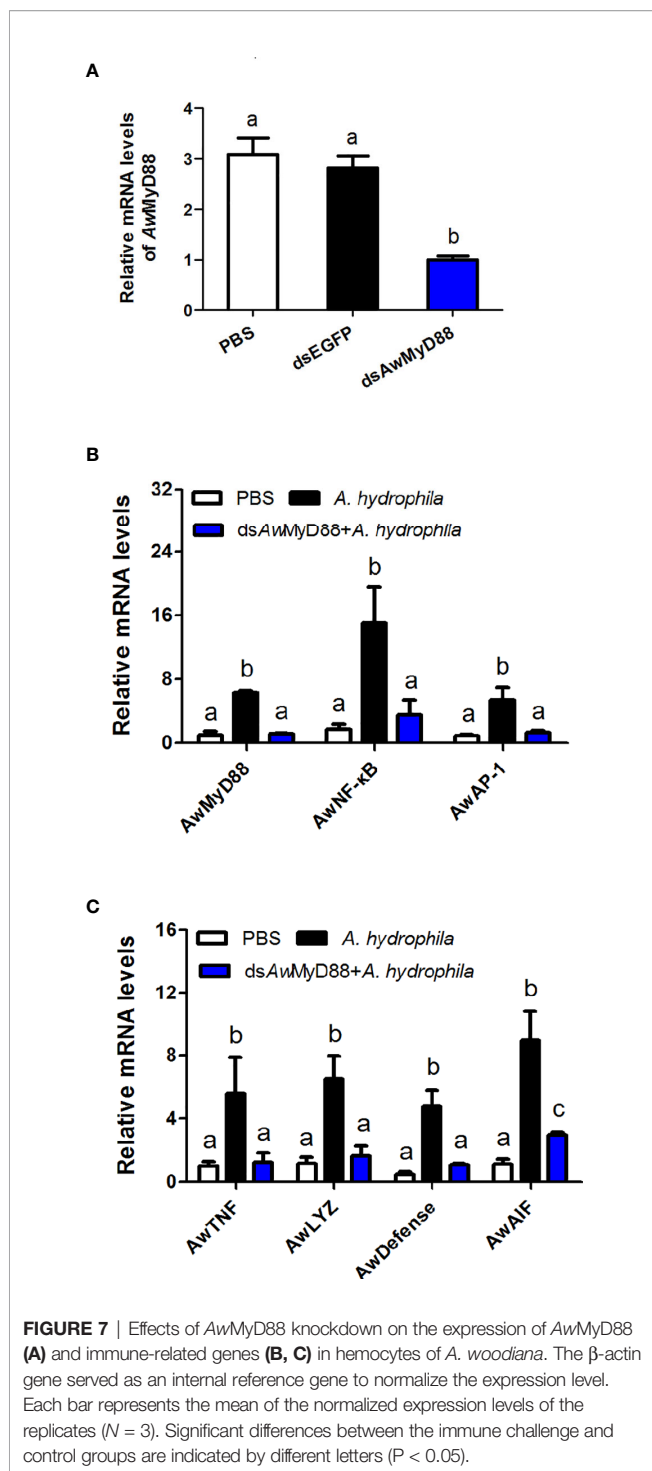 A
Relative mRNA levels
of AwMyD88
4
3
2
1
0
a
a
b
PBS
dsEGFP
dsAwMyD88
B
Relative mRNA levels
32
24
16
8
0
PBS
A. hydrophila
dsAwMyD88+A. hydrophila
a
b
a
a
b
a
a
b
a
AwMyD88
AwNF-κB
AwAP-1
C
Relative mRNA levels
16
12
8
4
0
PBS
A. hydrophila
dsAwMyD88+A. hydrophila
a
b
a
a
b
a
a
b
a
a
b
c
AwTNF
AwLYZ
AwDefense
AwAIF
FIGURE 7 | Effects of AwMyD88 knockdown on the expression of AwMyD88
(A) and immune-related genes (B, C) in hemocytes of A. woodiana. The β-actin
gene served as an internal reference gene to normalize the expression level.
Each bar represents the mean of the normalized expression levels of the
replicates (N = 3). Significant differences between the immune challenge and
control groups are indicated by different letters (P < 0.05).